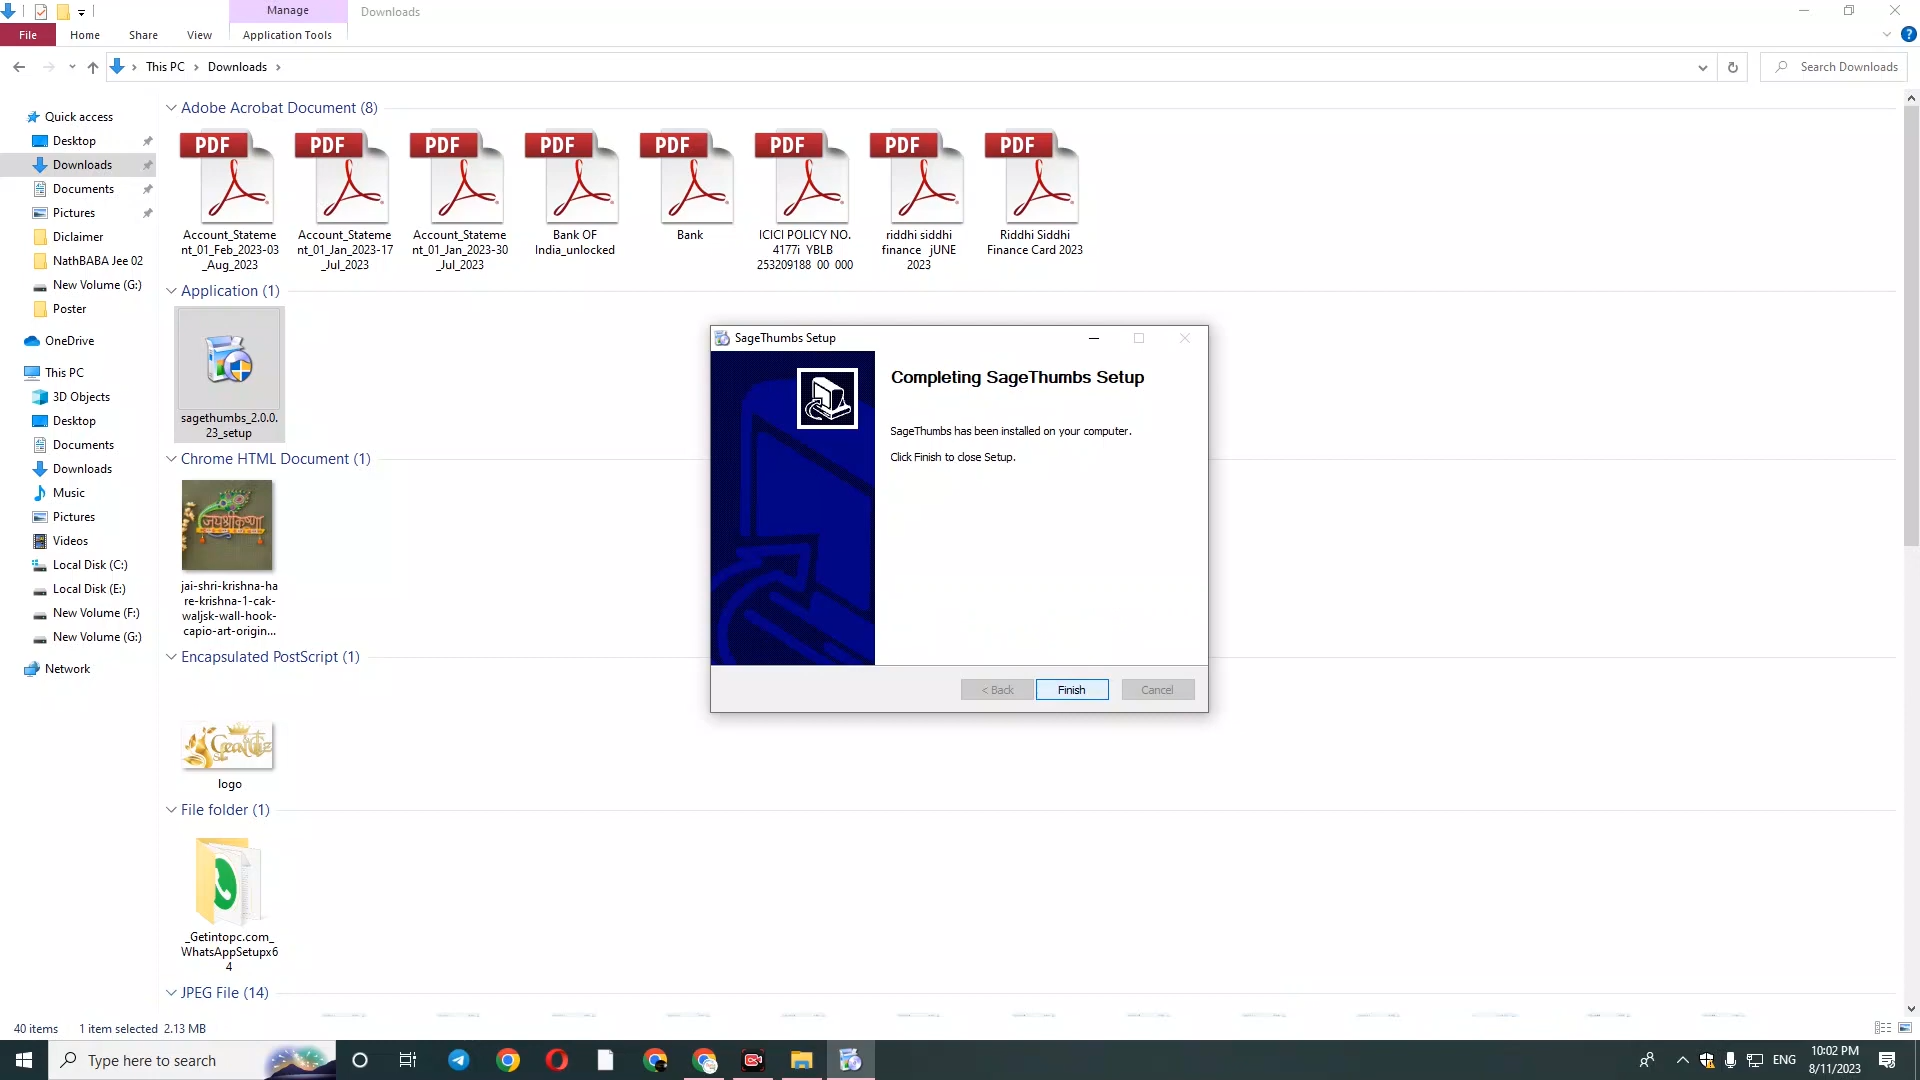 Manage
Downloads
File
Home
Share
View
Application Tools
This PC
Downloads
Search Downloads
Quick access
Desktop
Downloads
Documents
Pictures
Diclaimer
NathBABA Jee 02
New Volume (G:)
Poster
OneDrive
This PC
3D Objects
Desktop
Documents
Downloads
Music
Pictures
Videos
Local Disk (C:)
Local Disk (E:)
New Volume (F:)
New Volume (G:)
Network
Adobe Acrobat Document (8)
PDF
PDF
PDF
PDF
PDF
PDF
PDF
PDF
Account_Stateme
nt_01_Feb_2023-03
_Aug_2023
Account_Stateme
nt_01_Jan_2023-17
_Jul_2023
Account_Stateme
nt_01_Jan_2023-30
_Jul_2023
Bank OF
India_unlocked
Bank
ICICI POLICY NO.
4177i YBLB
253209188 00 000
riddhi siddhi
finance jUNE
2023
Riddhi Siddhi
Finance Card 2023
Application (1)
sagethumbs_2.0.0.
23_setup
Chrome HTML Document (1)
जयश्रीकृष्णा
jai-shri-krishna-ha
re-krishna-1-cak-
waljsk-wall-hook-
capio-art-origin...
Encapsulated PostScript (1)
logo
File folder (1)
_Getintopc.com_
WhatsAppSetupx6
4
JPEG File (14)
SageThumbs Setup
Completing SageThumbs Setup
SageThumbs has been installed on your computer.
Click Finish to close Setup.
< Back
Finish
Cancel
40 items
1 item selected 2.13 MB
Type here to search
ENG
10:02 PM
8/11/2023